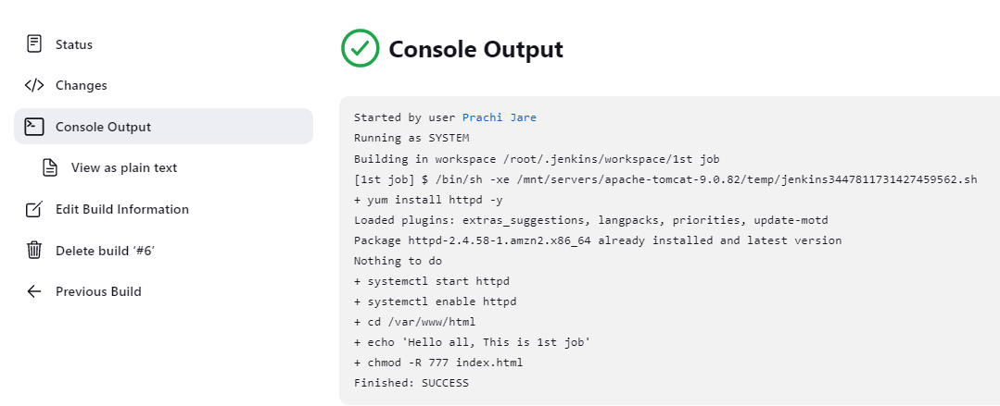 Status
Changes
Console Output
View as plain text
Edit Build Information
Delete build ‘#6’
Previous Build
Console Output
Started by user Prachi Jare
Running as SYSTEM
Building in workspace /root/.jenkins/workspace/1st job
[1st job] $ /bin/sh -xe /mnt/servers/apache-tomcat-9.0.82/temp/jenkins3447811731427459562.sh
+ yum install httpd -y
Loaded plugins: extras_suggestions, langpacks, priorities, update-motd
Package httpd-2.4.58-1.amzn2.x86_64 already installed and latest version
Nothing to do
+ systemctl start httpd
+ systemctl enable httpd
+ cd /var/www/html
+ echo 'Hello all, This is 1st job'
+ chmod -R 777 index.html
Finished: SUCCESS